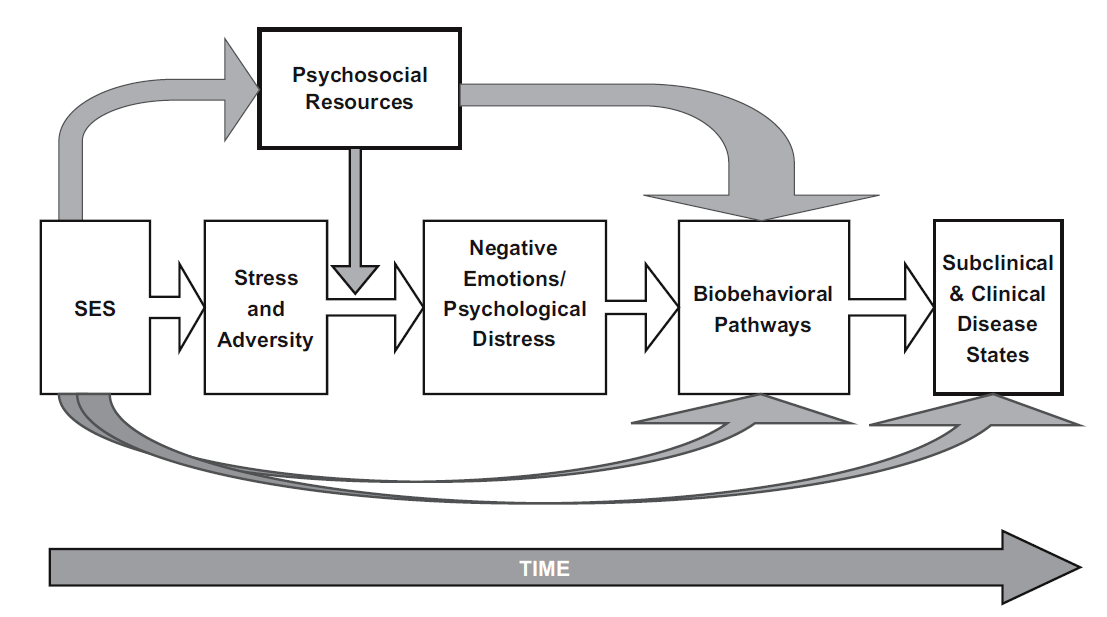 Psychosocial
Resources
SES
Stress
and
Adversity
Negative
Emotions/
Psychological
Distress
Biobehavioral
Pathways
Subclinical
& Clinical
Disease
States
TIME